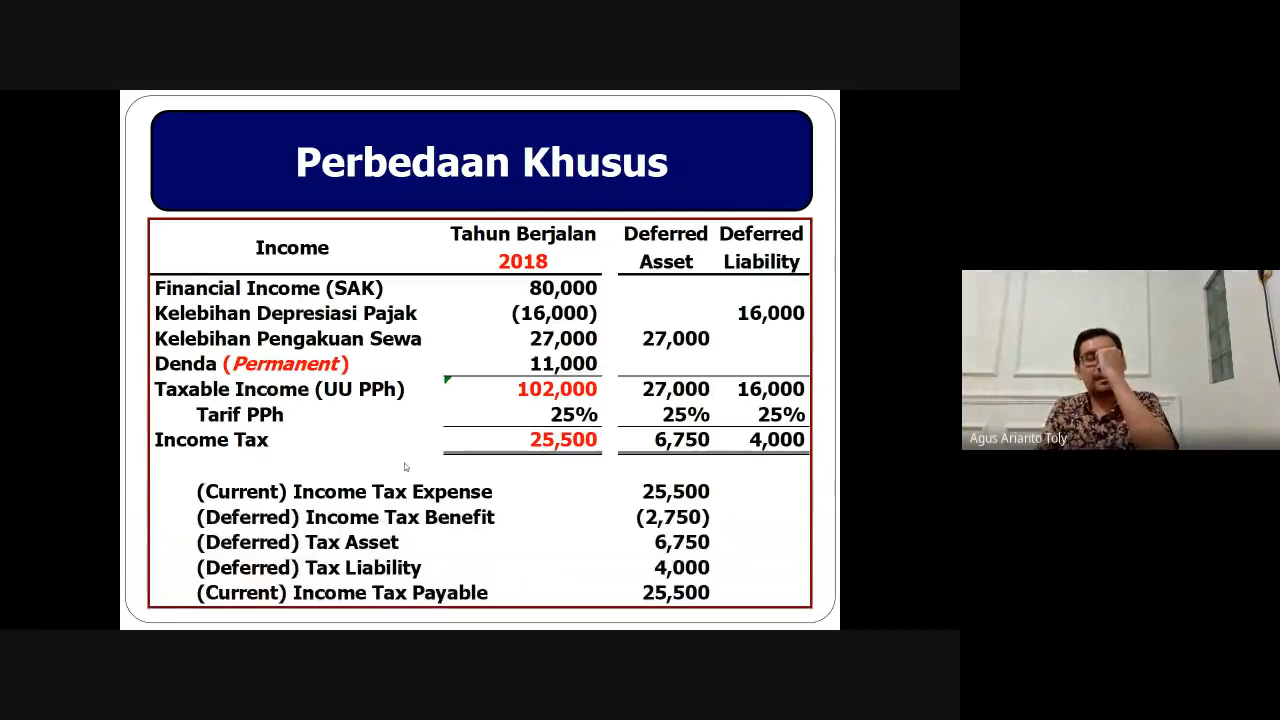 Perbedaan Khusus
Income Tahun Berjalan 2018 Deferred Asset Deferred Liability
Financial Income (SAK) 80,000
Kelebihan Depresiasi Pajak (16,000) 16,000
Kelebihan Pengakuan Sewa 27,000 27,000
Denda (Permanent) 11,000
Taxable Income (UU PPh) 102,000 27,000 16,000
Tarif PPh 25% 25% 25%
Income Tax 25,500 6,750 4,000
(Current) Income Tax Expense 25,500
(Deferred) Income Tax Benefit (2,750)
(Deferred) Tax Asset 6,750
(Deferred) Tax Liability 4,000
(Current) Income Tax Payable 25,500
Agus Arianto Toly